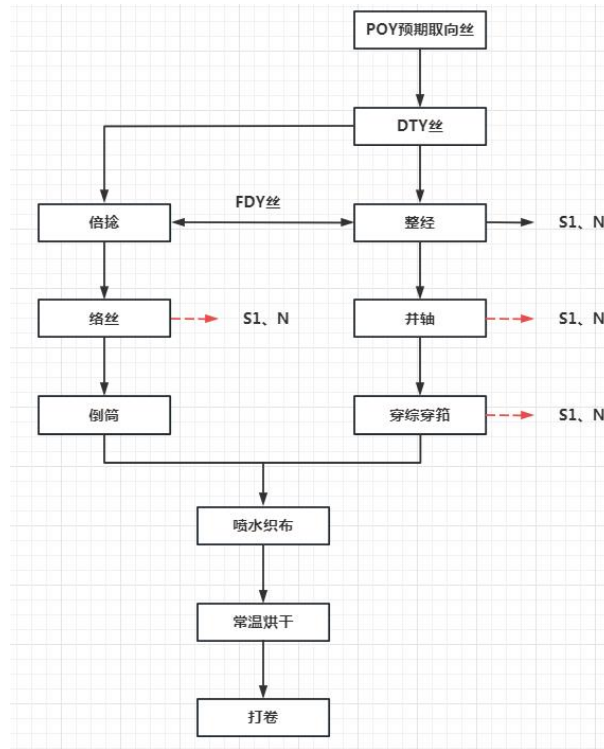 POY预期取向丝
DTY丝
FDY丝
倍捻
整经
S1、N
络丝
S1、N
井轴
S1、N
倒筒
穿综穿筘
S1、N
喷水织布
常温烘干
打卷